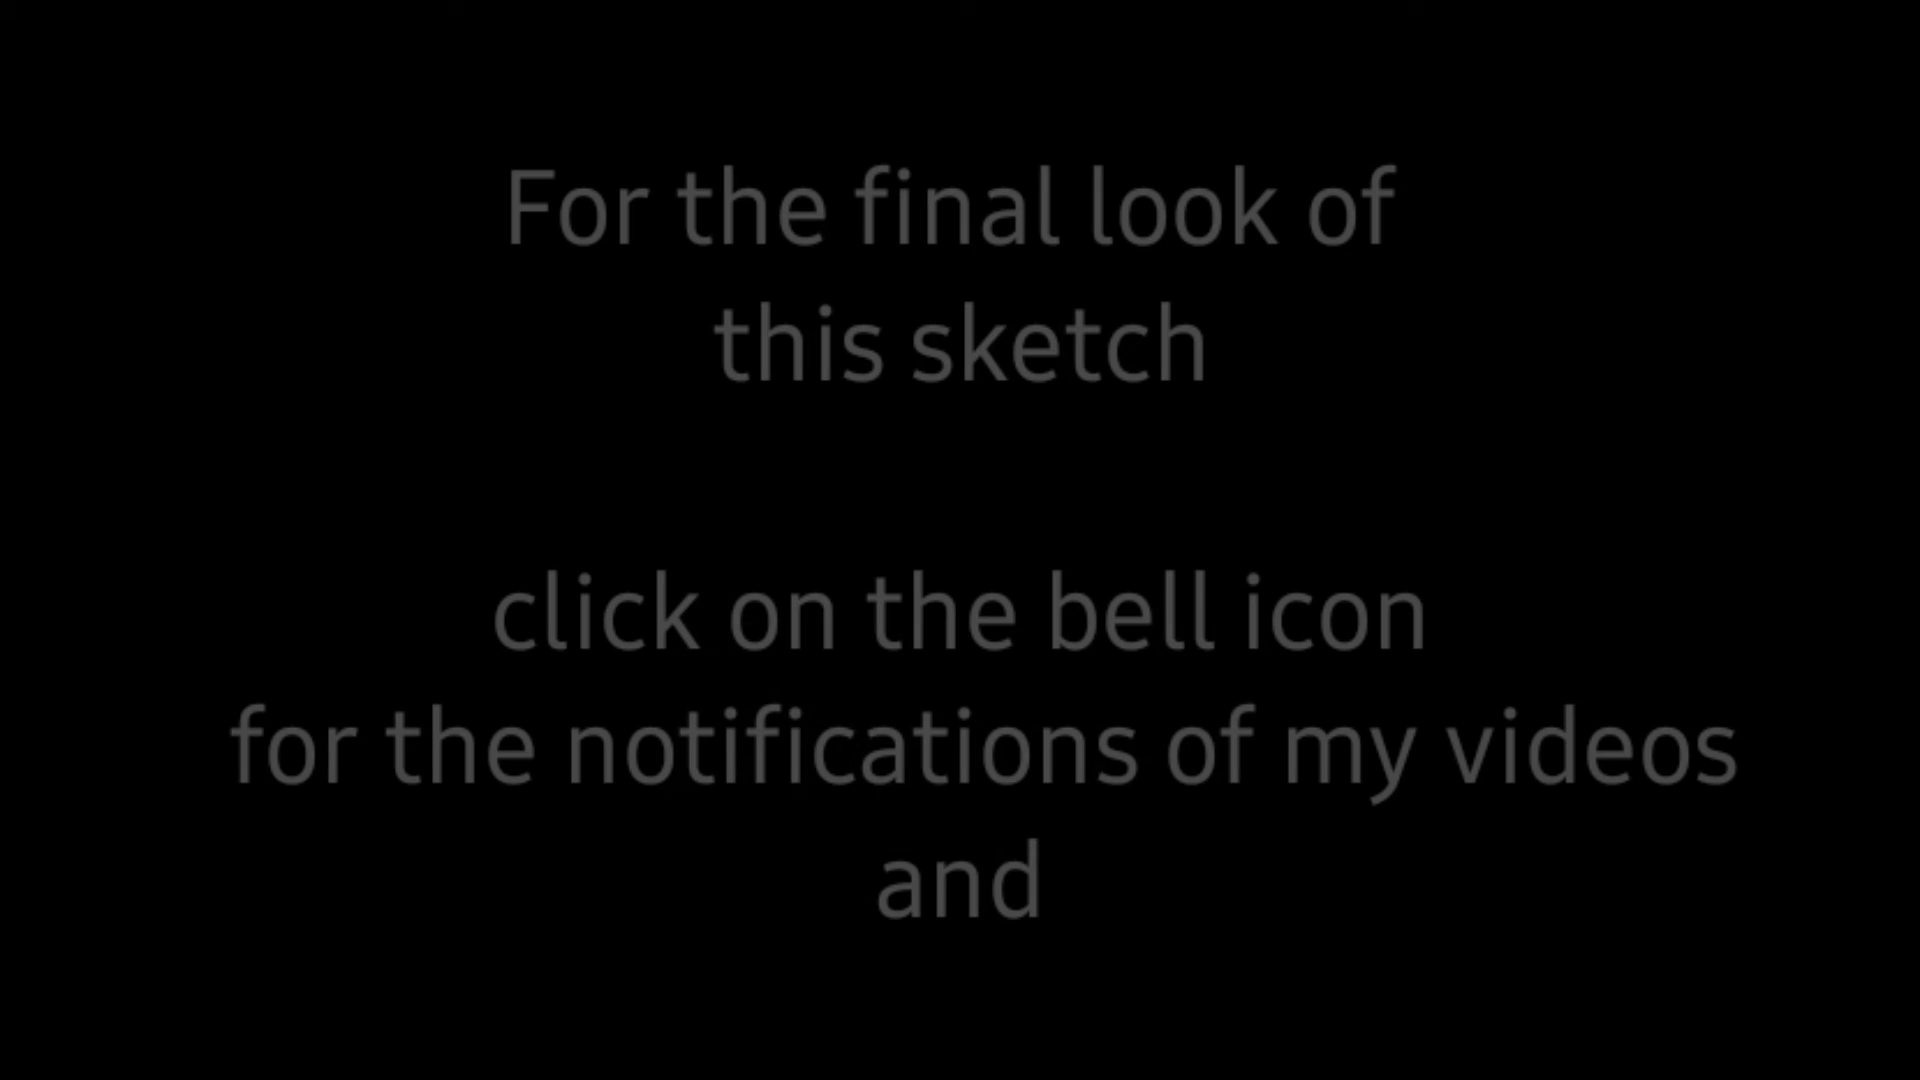 For the final look of
this sketch
click on the bell icon
for the notifications of my videos
and